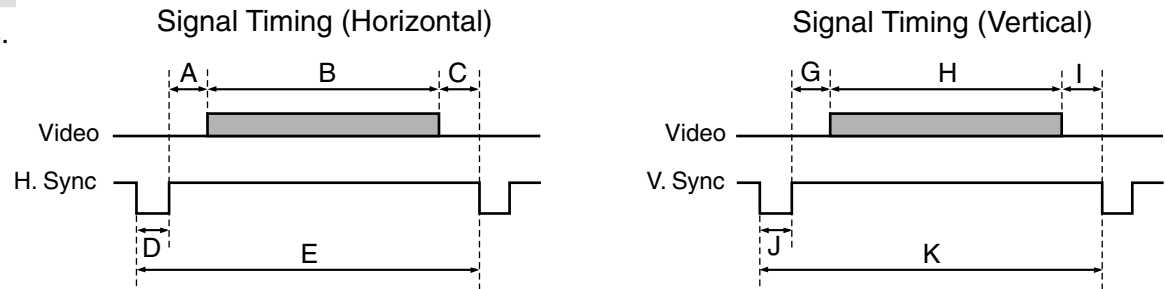 Signal Timing (Horizontal)
.
A B C
Video
H. Sync
D
E
Signal Timing (Vertical)
G H I
Video
V. Sync
J
K